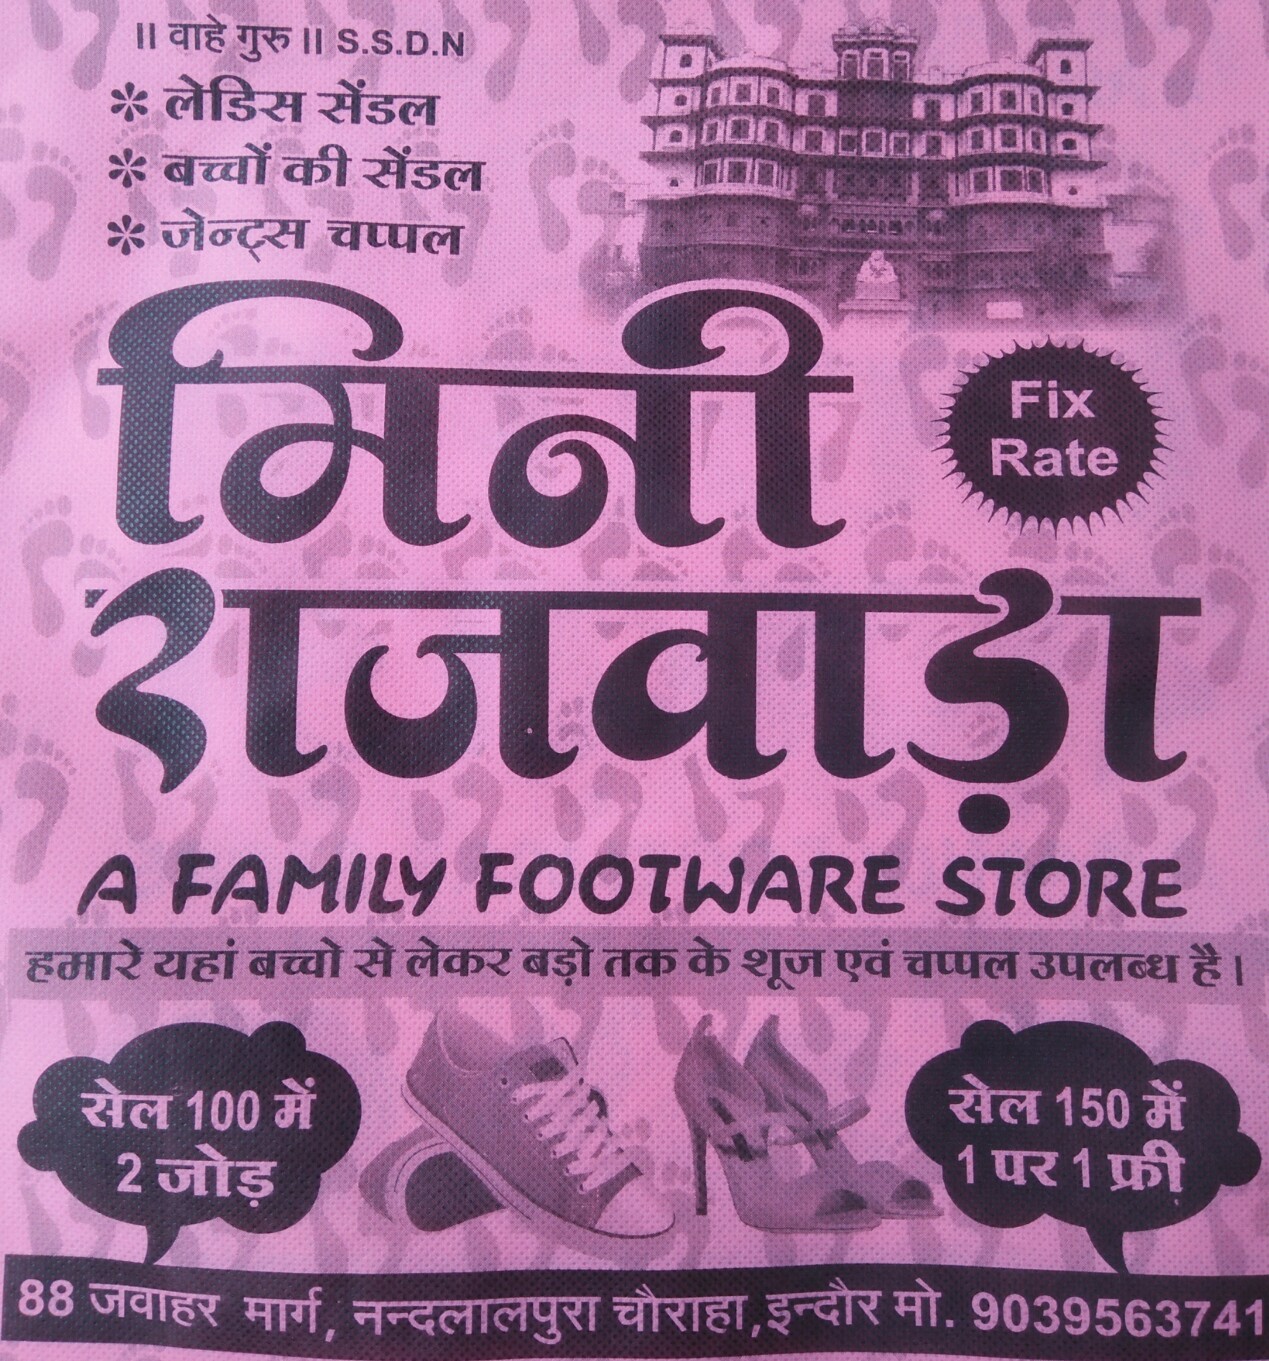 ।। वाहे गुरु ।। S.S.D.N
* लेडिस सेंडल
* बच्चों की सेंडल
* जेन्ट्स चप्पल
मिनी
Fix
Rate
राजवाड़ा
A FAMILY FOOTWARE STORE
हमारे यहां बच्चो से लेकर बड़ो तक के शूज एवं चप्पल उपलब्ध है।
सेल 100 में
2 जोड़
सेल 150 में
1 पर 1 फ्री
88 जवाहर मार्ग, नन्दलालपुरा चौराहा,इन्दौर मो. 9039563741